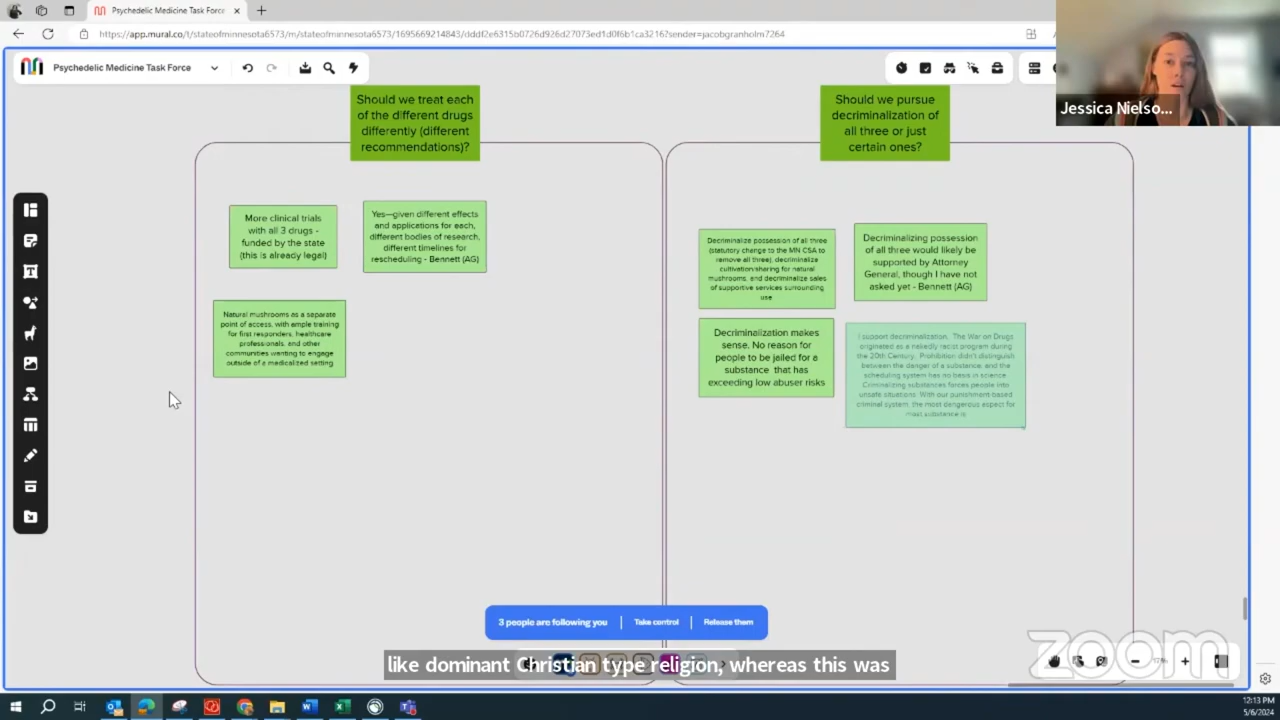 Psychedelic Medicine Task Force
https://app.mural.co/t/stateofminnesota6573/m/stateofminnesota6573/1695669214843/dddf2e6315b0726d926d27073ed1d0f6b1ca3216?sender=jacobgranholm7264
Psychedelic Medicine Task Force
Jessica Nielso...
Should we treat each
of the different drugs
differently (different
recommendations)?
More clinical trials
with all 3 drugs -
funded by the state
(this is already legal)
Yes—given different effects
and applications for each,
different bodies of research,
different timelines for
rescheduling - Bennett (AG)
Natural mushrooms as a separate
point of access, with ample training
for first responders, healthcare
professionals, and other
communities wanting to engage
outside of a medicalized setting
Should we pursue
decriminalization of
all three or just
certain ones?
Decriminalize possession of all three
(statutory change to the MN CSA to
remove all three), decriminalize
cultivation/sharing for natural
mushrooms, and decriminalize sales
of supportive services surrounding
use
Decriminalizing possession
of all three would likely be
supported by Attorney
General, though I have not
asked yet - Bennett (AG)
Decriminalization makes
sense. No reason for
people to be jailed for a
substance that has
exceeding low abuser risks
I support decriminalization. The War on Drugs
originated as a nakedly racist program during
the 20th Century. Prohibition didn't distinguish
between the danger of a substance, and the
scheduling system has no basis in science.
Criminalizing substances forces people into
unsafe situations. With our punishment-based
criminal system, the most dangerous aspect for
most substance is
3 people are following you
Take control
Release them
like dominant Christian type religion, whereas this was
zoom
12:13 PM
5/6/2024